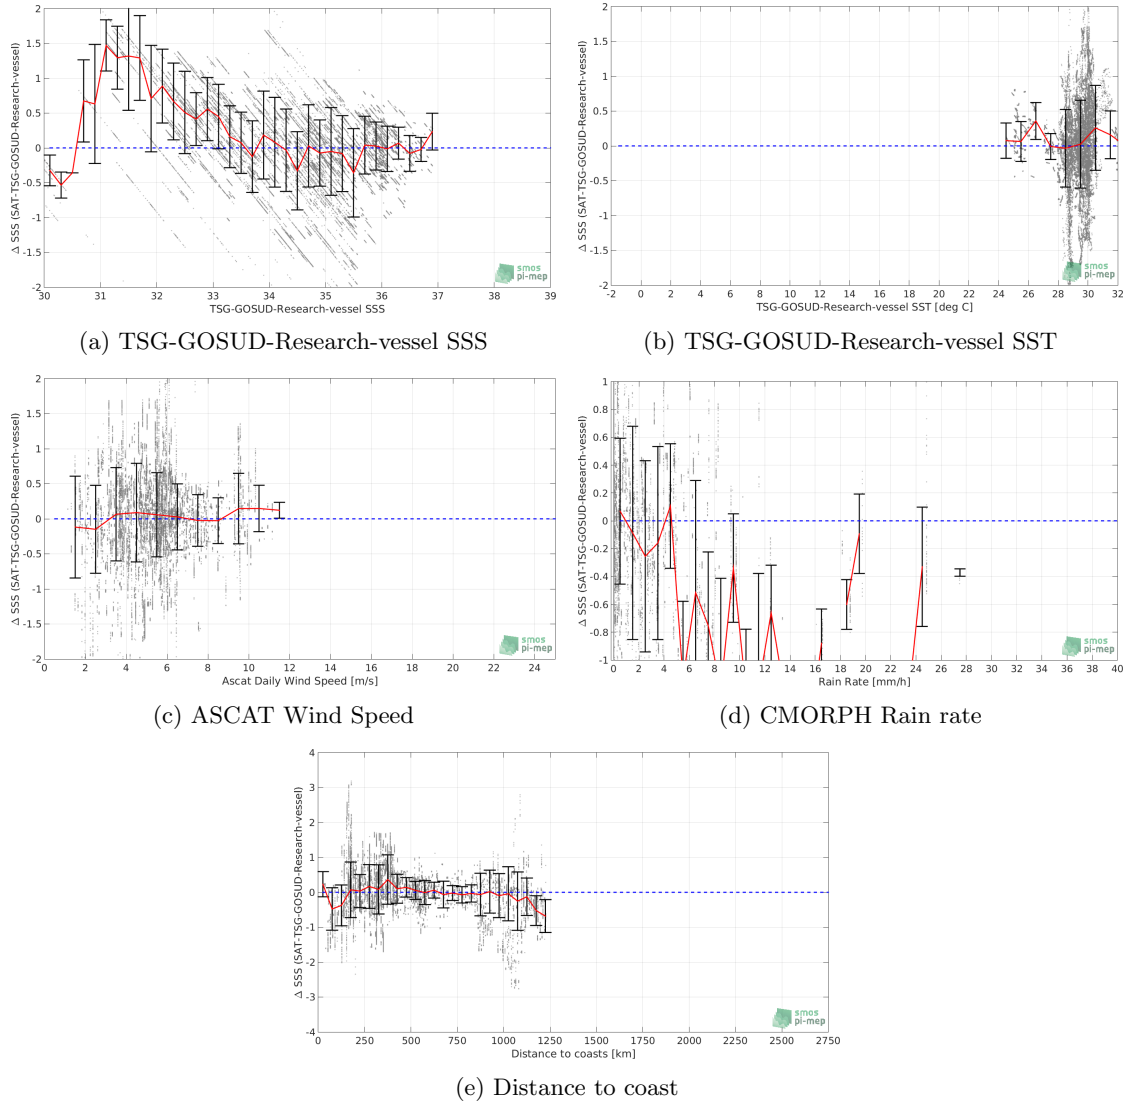 Δ SSS (SAT-TSG-GOSUD-Research-vessel)
2
1.5
1
0.5
0
-0.5
-1
-1.5
-2
30 31 32 33 34 35 36 37 38 39
TSG-GOSUD-Research-vessel SSS
smos
pi-mep
(a) TSG-GOSUD-Research-vessel SSS
Δ SSS (SAT-TSG-GOSUD-Research-vessel)
2
1.5
1
0.5
0
-0.5
-1
-1.5
-2
-2 0 2 4 6 8 10 12 14 16 18 20 22 24 26 28 30 32
TSG-GOSUD-Research-vessel SST [deg C]
smos
pi-mep
(b) TSG-GOSUD-Research-vessel SST
Δ SSS (SAT-TSG-GOSUD-Research-vessel)
2
1.5
1
0.5
0
-0.5
-1
-1.5
-2
2 4 6 8 10 12 14 16 18 20 22 24
Ascat Daily Wind Speed [m/s]
smos
pi-mep
(c) ASCAT Wind Speed
Δ SSS (SAT-TSG-GOSUD-Research-vessel)
1
0.8
0.6
0.4
0.2
0
-0.2
-0.4
-0.6
-0.8
-1
0 2 4 6 8 10 12 14 16 18 20 22 24 26 28 30 32 34 36 38 40
Rain Rate [mm/h]
smos
pi-mep
(d) CMORPH Rain rate
Δ SSS (SAT-TSG-GOSUD-Research-vessel)
4
3
2
1
0
-1
-2
-3
-4
0 250 500 750 1000 1250 1500 1750 2000 2250 2500 2750
Distance to coasts [km]
smos
pi-mep
(e) Distance to coast